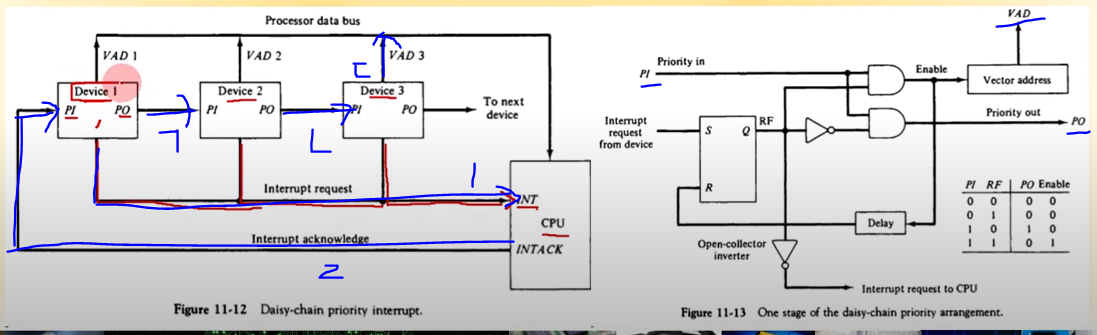 Processor data bus
VAD 1
VAD 2
VAD 3
Device 1
PI
PO
Device 2
PI
PO
Device 3
PI
PO
To next
device
Interrupt request
1
INT
CPU
Interrupt acknowledge
INTACK
2
Figure 11-12 Daisy-chain priority interrupt.
VAD
Priority in
PI
Enable
Vector address
Interrupt
request
from device
S
Q
RF
R
Priority out
PO
Delay
Open-collector
inverter
Interrupt request to CPU
PI RF PO Enable
0 0 0 0
0 1 0 0
1 0 1 0
1 1 0 1
Figure 11-13 One stage of the daisy-chain priority arrangement.